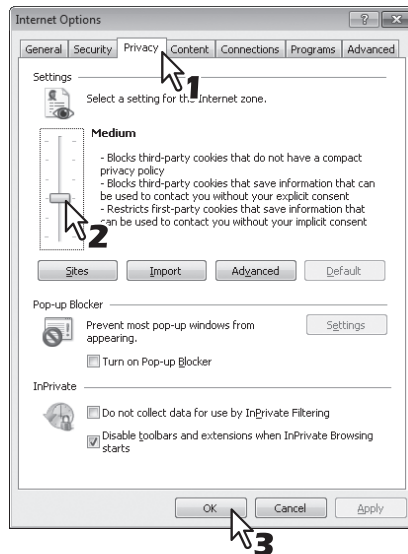 Internet Options
General Security Privacy Content Connections Programs Advanced
1
Settings
Select a setting for the Internet zone.
Medium
- Blocks third-party cookies that do not have a compact
privacy policy
- Blocks third-party cookies that save information that can
be used to contact you without your explicit consent
- Restricts first-party cookies that save information that
can be used to contact you without your implicit consent
2
Sites Import Advanced Default
Pop-up Blocker
Prevent most pop-up windows from
appearing.
Settings
Turn on Pop-up Blocker
InPrivate
Do not collect data for use by InPrivate Filtering
Disable toolbars and extensions when InPrivate Browsing
starts
OK Cancel Apply
3